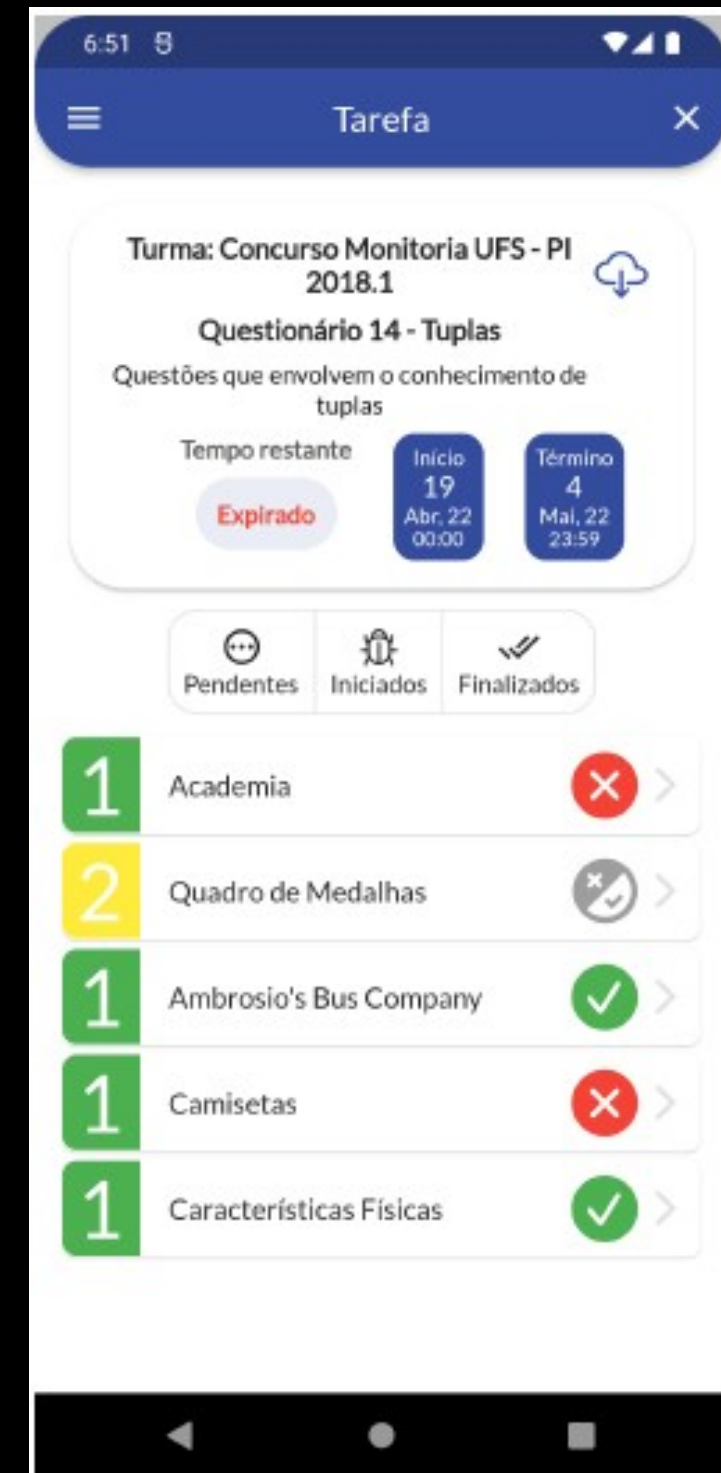 6:51
Tarefa
Turma: Concurso Monitoria UFS - PI
2018.1
Questionário 14 - Tuplas
Questões que envolvem o conhecimento de
tuplas
Tempo restante
Expirado
Início
19
Abr, 22
00:00
Término
4
Mai, 22
23:59
Pendentes
Iniciados
Finalizados
1
Academia
2
Quadro de Medalhas
1
Ambrosio's Bus Company
1
Camisetas
1
Características Físicas